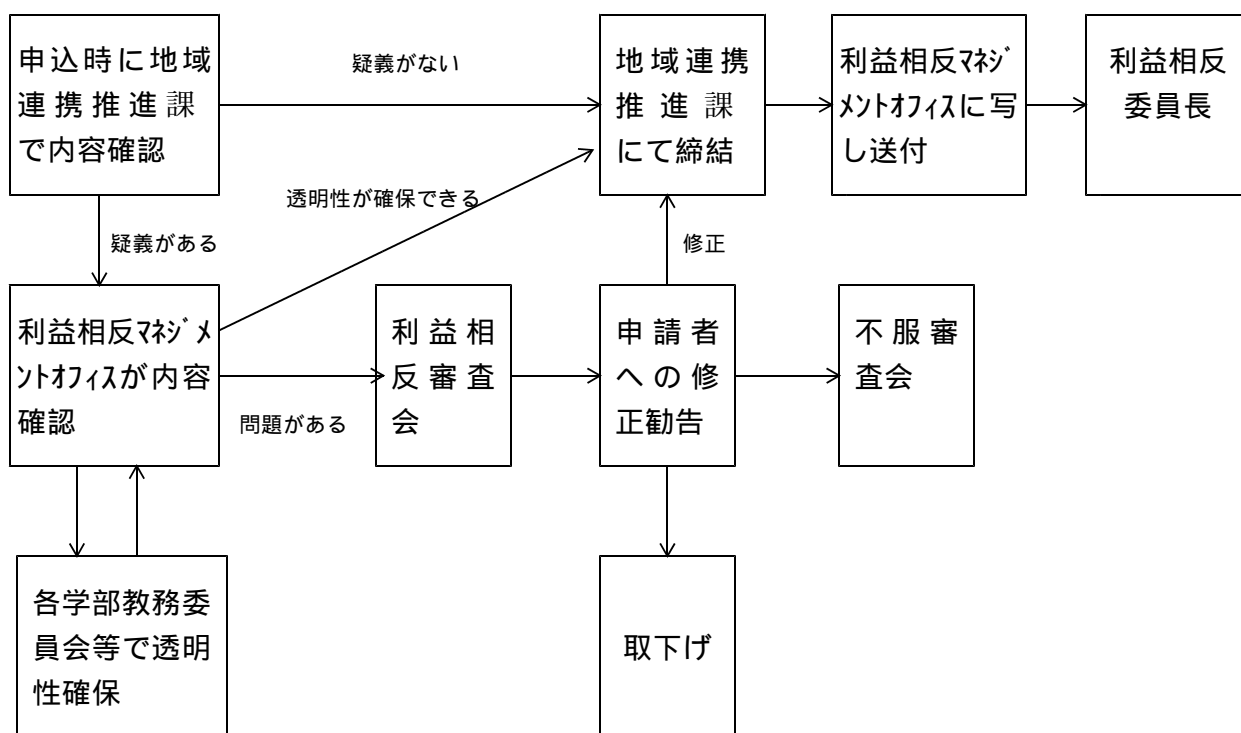 申込時に地域
連携推進課
で内容確認
疑義がない
地域連携
推進課
にて締結
利益相反ﾏﾈｼﾞ
ﾒﾝﾄｵﾌｨｽに写
し送付
利益相反
委員長
透明性が確保できる
疑義がある
修正
利益相反ﾏﾈｼﾞﾒ
ﾝﾄｵﾌｨｽが内容
確認
問題がある
利益相
反審査
会
申請者
への修
正勧告
不服審
査会
各学部教務委
員会等で透明
性確保
取下げ